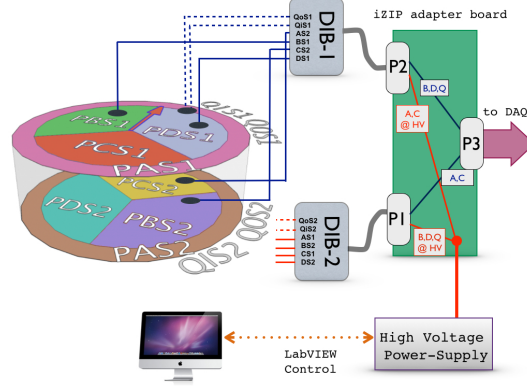 iZIP adapter board
QoS1
QiS1
AS2
BS1
CS2
DS1
DIB-1
P2
B,D,Q
A,C
@ HV
to DAQ
P3
A,C
P1
B,D,Q
@ HV
PBS1
PDS1
PCS1
PAS1
QIS1 QOS1
PCS2
PDS2
PBS2
PAS2
QIS2 QOS2
QoS2
QiS2
AS1
BS2
CS1
DS2
DIB-2
LabVIEW
Control
High Voltage
Power-Supply